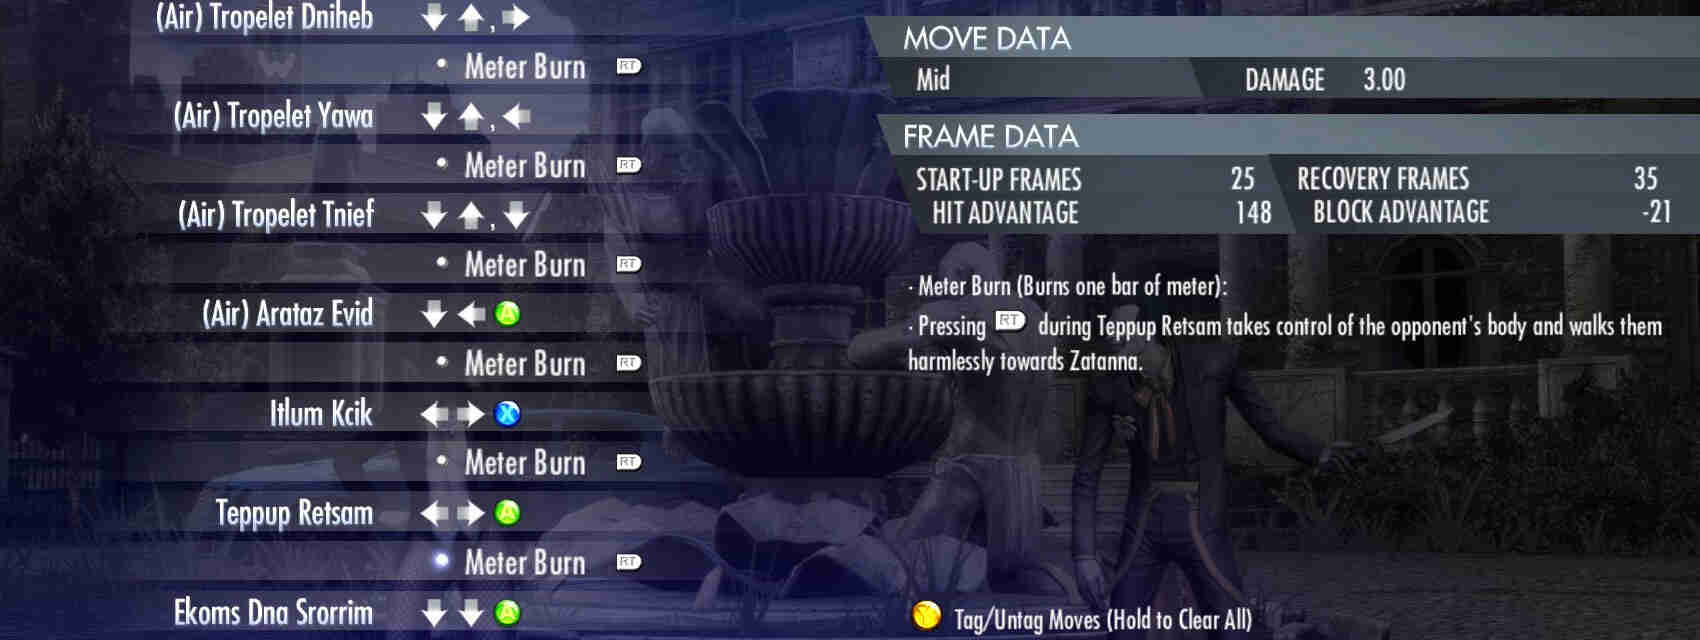 (Air) Tropelet Dniheb ,
Meter Burn RT
(Air) Tropelet Yawa ,
Meter Burn RT
(Air) Tropelet Tnief ,
Meter Burn RT
(Air) Arataz Evid A
Meter Burn RT
Itlum Kcik X
Meter Burn RT
Teppup Retsam A
Meter Burn RT
Ekoms Dna Srorrim A
MOVE DATA
Mid DAMAGE 3.00
FRAME DATA
START-UP FRAMES 25 RECOVERY FRAMES 35
HIT ADVANTAGE 148 BLOCK ADVANTAGE -21
· Meter Burn (Burns one bar of meter):
· Pressing RT during Teppup Retsam takes control of the opponent's body and walks them
harmlessly towards Zatanna.
Y Tag/Untag Moves (Hold to Clear All)